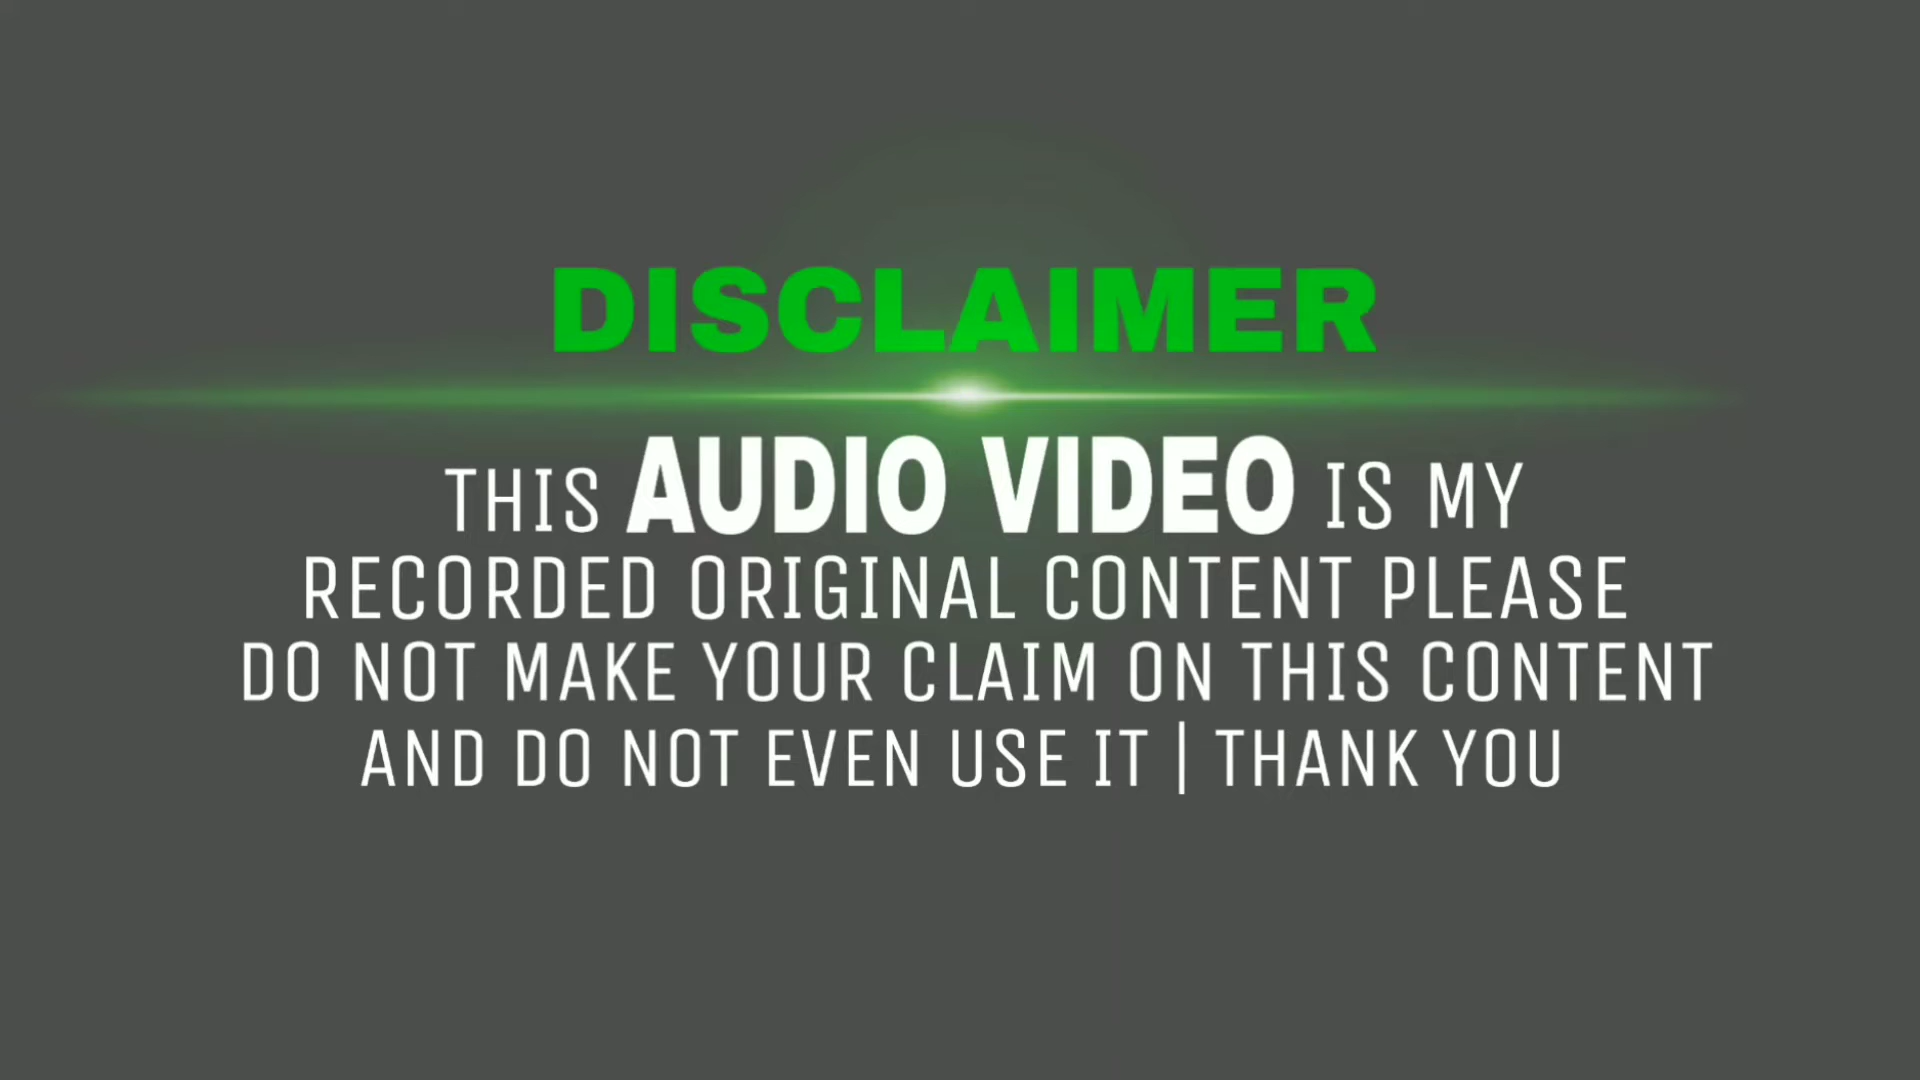 DISCLAIMER
THIS AUDIO VIDEO IS MY
RECORDED ORIGINAL CONTENT PLEASE
DO NOT MAKE YOUR CLAIM ON THIS CONTENT
AND DO NOT EVEN USE IT | THANK YOU